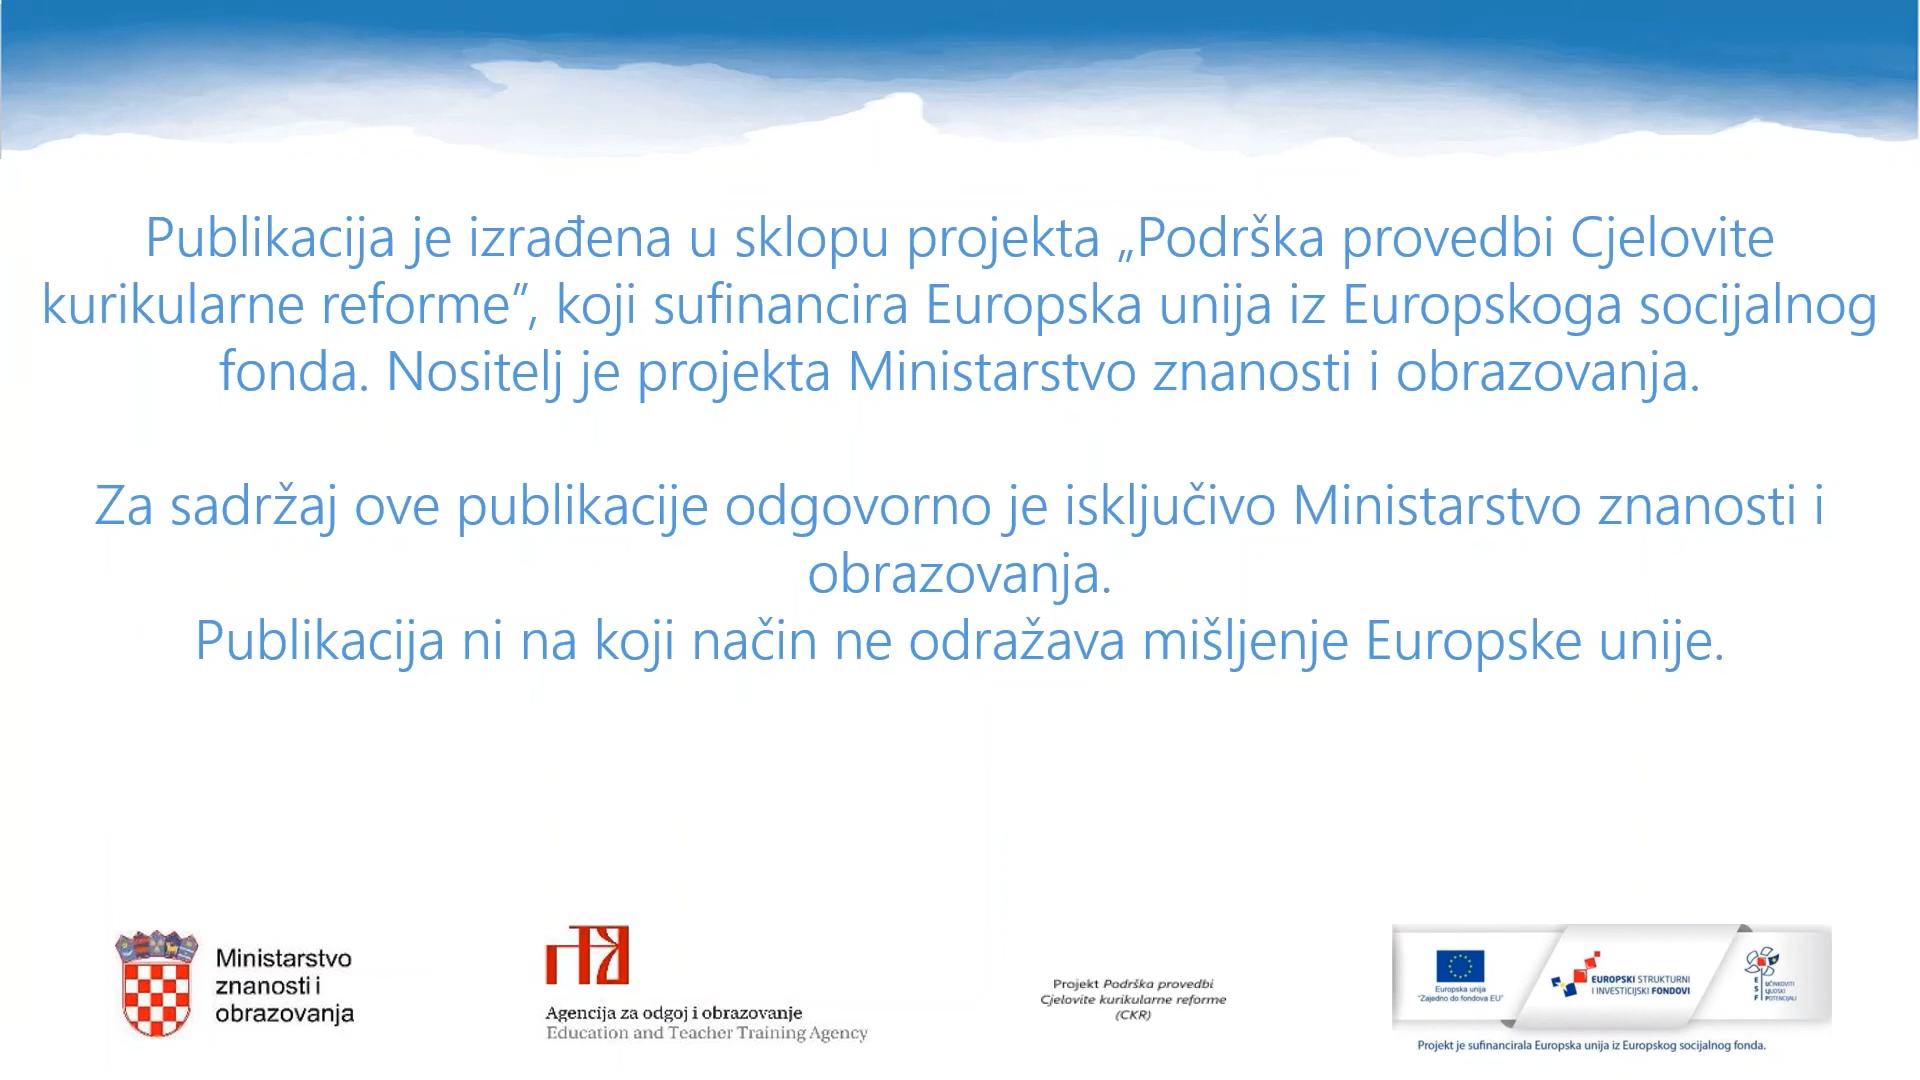 Publikacija je izrađena u sklopu projekta „Podrška provedbi Cjelovite
kurikularne reforme”, koji sufinancira Europska unija iz Europskoga socijalnog
fonda. Nositelj je projekta Ministarstvo znanosti i obrazovanja.
Za sadržaj ove publikacije odgovorno je isključivo Ministarstvo znanosti i
obrazovanja.
Publikacija ni na koji način ne odražava mišljenje Europske unije.
Ministarstvo
znanosti i
obrazovanja
Agencija za odgoj i obrazovanje
Education and Teacher Training Agency
Projekt Podrška provedbi
Cjelovite kurikularne reforme
(CKR)
Europska unija
"Zajedno do fondova EU"
EUROPSKI STRUKTURNI
I INVESTICIJSKI FONDOVI
ESF
UČINKOVITI
LJUDSKI
POTENCIJALI
Projekt je sufinancirala Europska unija iz Europskog socijalnog fonda.